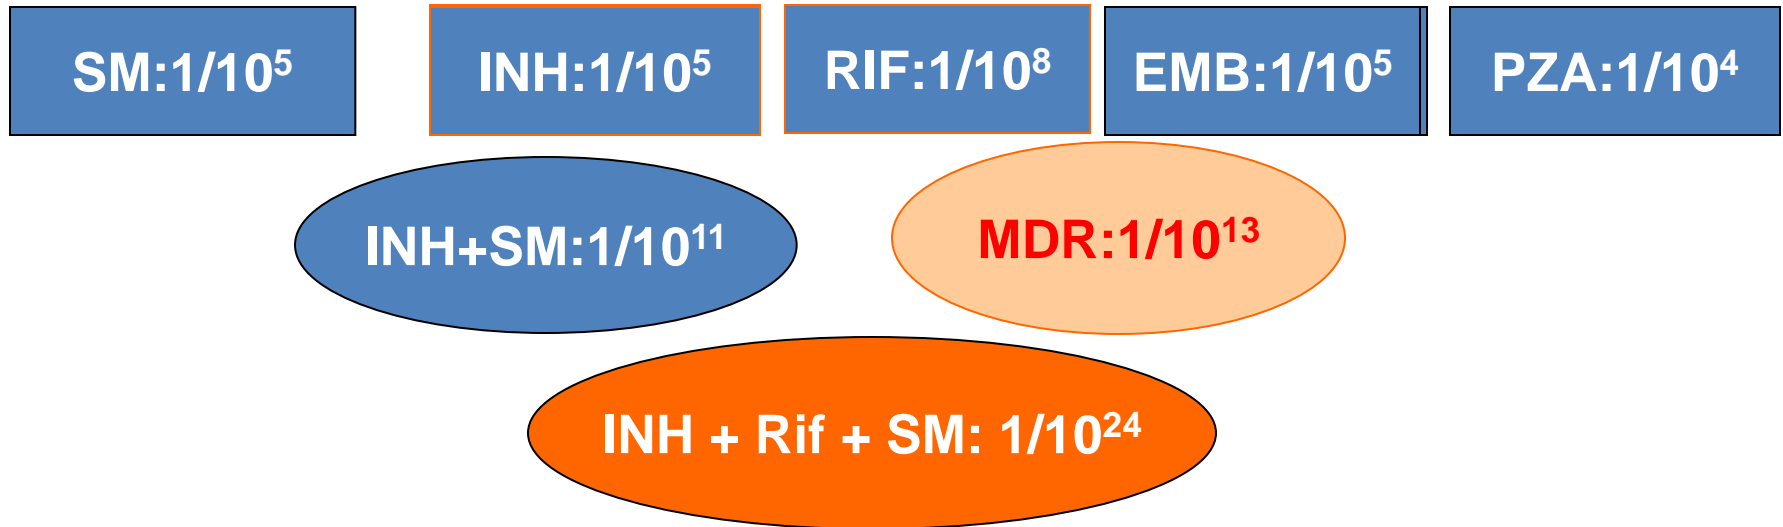 SM:1/10⁵
INH:1/10⁵
RIF:1/10⁸
EMB:1/10⁵
PZA:1/10⁴
INH+SM:1/10¹¹
MDR:1/10¹³
INH + Rif + SM: 1/10²⁴